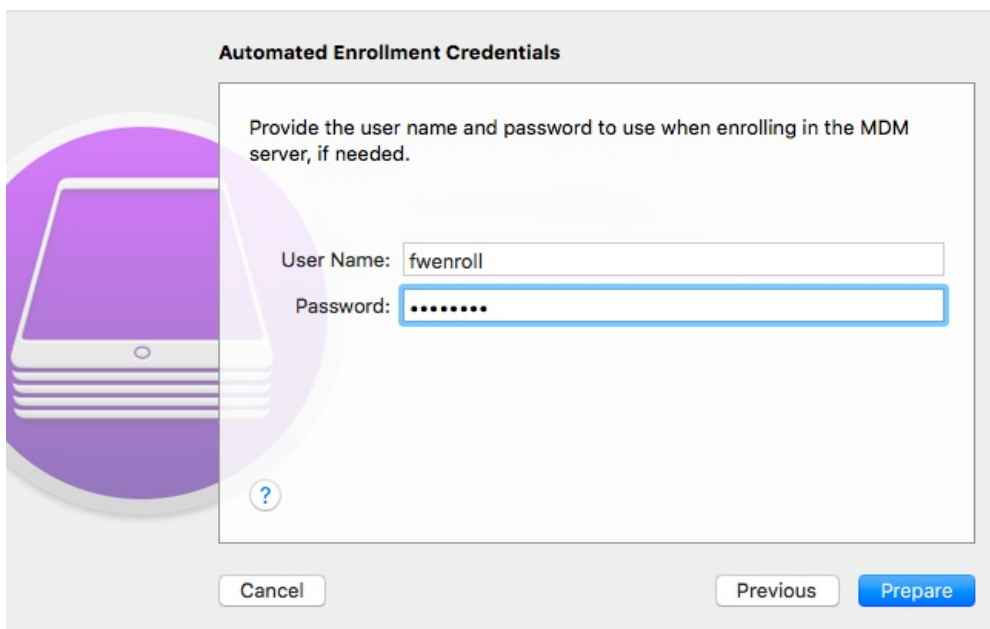 Automated Enrollment Credentials
Provide the user name and password to use when enrolling in the MDM
server, if needed.
User Name: fwenroll
Password: ••••••••
?
Cancel Previous Prepare